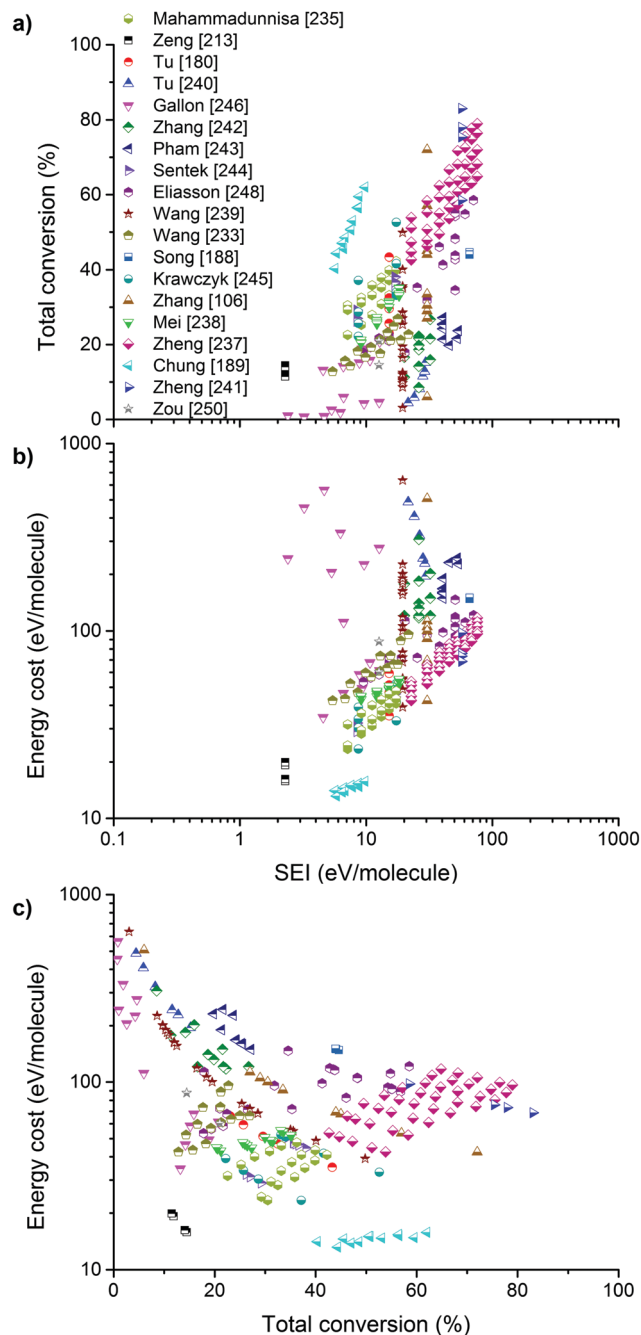 a)
Mahammadunnisa [235]
Zeng [213]
Tu [180]
Tu [240]
Gallon [246]
Zhang [242]
Pham [243]
Sentek [244]
Eliasson [248]
Wang [239]
Wang [233]
Song [188]
Krawczyk [245]
Zhang [106]
Mei [238]
Zheng [237]
Chung [189]
Zheng [241]
Zou [250]
Total conversion (%)
100
80
60
40
20
0
b)
Energy cost (eV/molecule)
1000
100
10
0.1 1 10 100 1000
SEI (eV/molecule)
c)
Energy cost (eV/molecule)
1000
100
10
0 20 40 60 80 100
Total conversion (%)